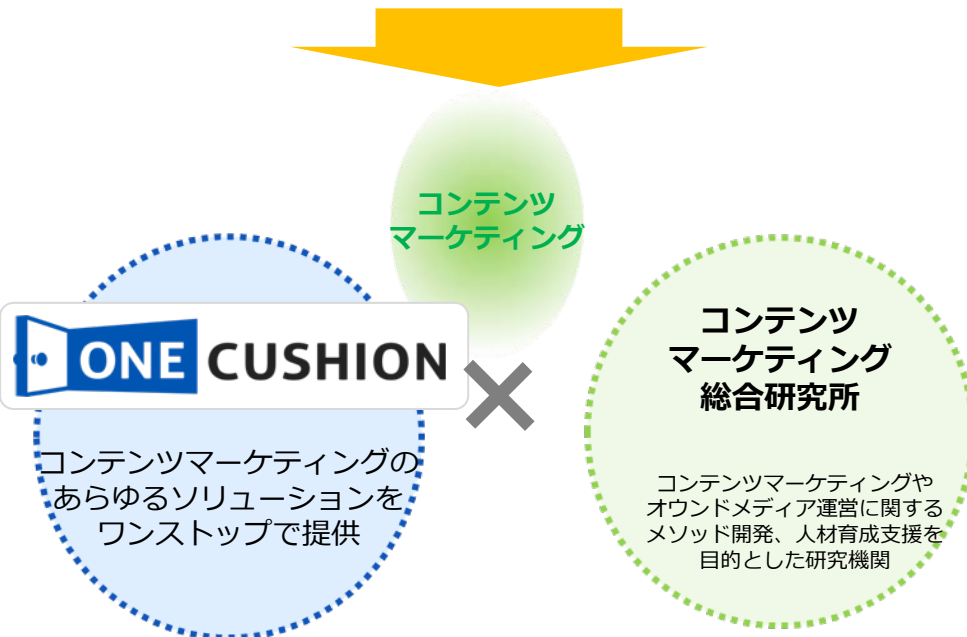 コンテンツ
マーケティング
ONE CUSHION
コンテンツマーケティングの
あらゆるソリューションを
ワンストップで提供
×
コンテンツ
マーケティング
総合研究所
コンテンツマーケティングや
オウンドメディア運営に関する
メソッド開発、人材育成支援を
目的とした研究機関